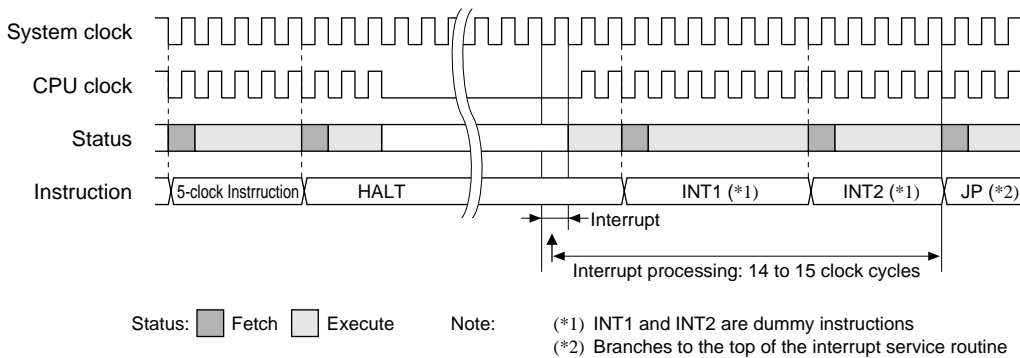 System clock
CPU clock
Status
Instruction
5-clock Instrruction
HALT
INT1 (*1)
INT2 (*1)
JP (*2)
Interrupt
Interrupt processing: 14 to 15 clock cycles
Status: Fetch Execute Note: (*1) INT1 and INT2 are dummy instructions
(*2) Branches to the top of the interrupt service routine